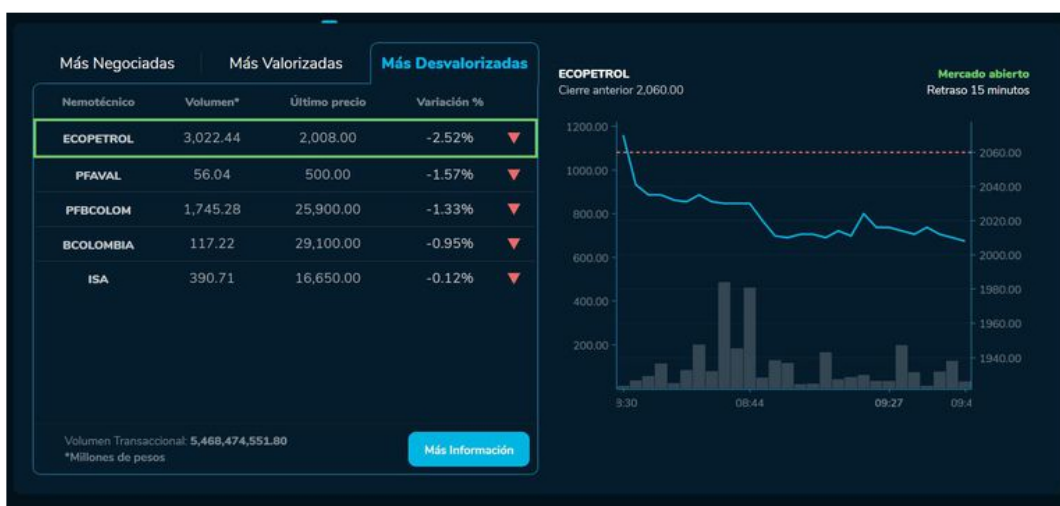 Más Negociadas Más Valorizadas Más Desvalorizadas
Nemotécnico Volumen* Último precio Variación %
ECOPETROL 3,022.44 2,008.00 -2.52% ▼
PFAVAL 56.04 500.00 -1.57% ▼
PFBCOLOM 1,745.28 25,900.00 -1.33% ▼
BCOLOMBIA 117.22 29,100.00 -0.95% ▼
ISA 390.71 16,650.00 -0.12% ▼
Volumen Transaccional: 5,468,474,551.80
*Millones de pesos
Más Información
ECOPETROL
Cierre anterior 2,060.00
Mercado abierto
Retraso 15 minutos
1200.00
1000.00
800.00
600.00
400.00
200.00
2060.00
2040.00
2020.00
2000.00
1980.00
1960.00
1940.00
3:30 08:44 09:27 09:4